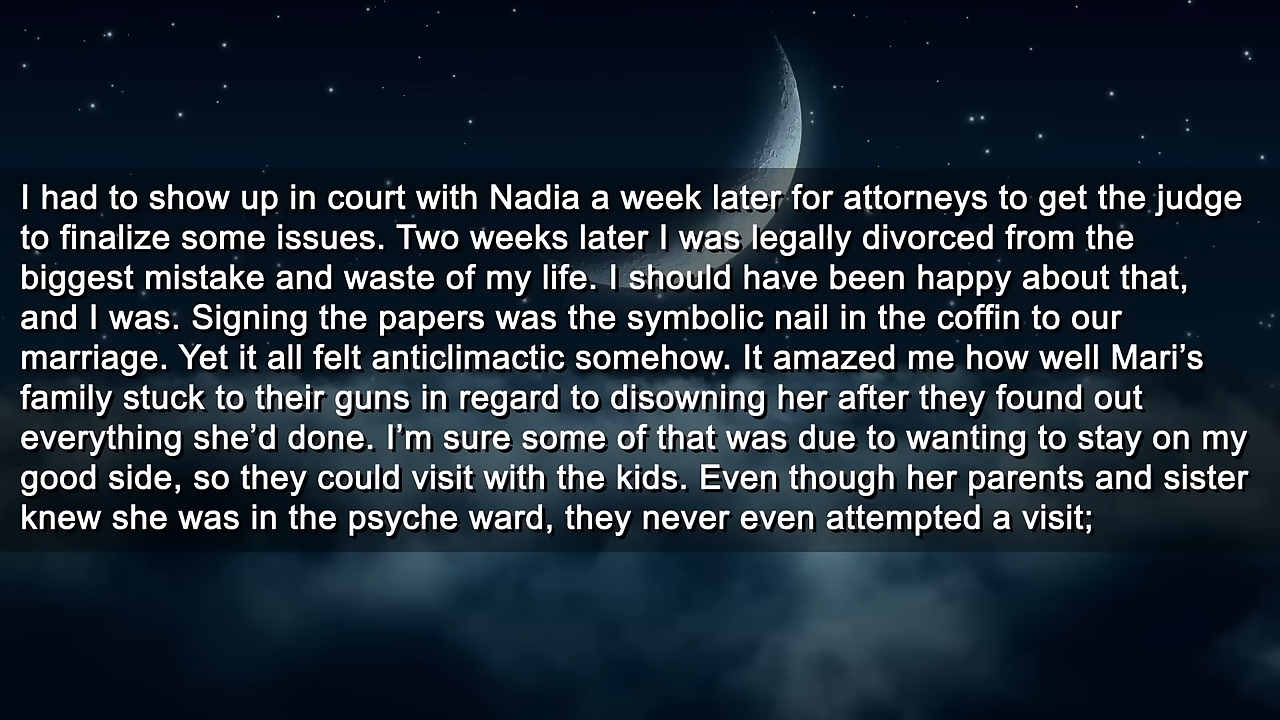 I had to show up in court with Nadia a week later for attorneys to get the judge
to finalize some issues. Two weeks later I was legally divorced from the
biggest mistake and waste of my life. I should have been happy about that,
and I was. Signing the papers was the symbolic nail in the coffin to our
marriage. Yet it all felt anticlimactic somehow. It amazed me how well Mari’s
family stuck to their guns in regard to disowning her after they found out
everything she’d done. I’m sure some of that was due to wanting to stay on my
good side, so they could visit with the kids. Even though her parents and sister
knew she was in the psyche ward, they never even attempted a visit;